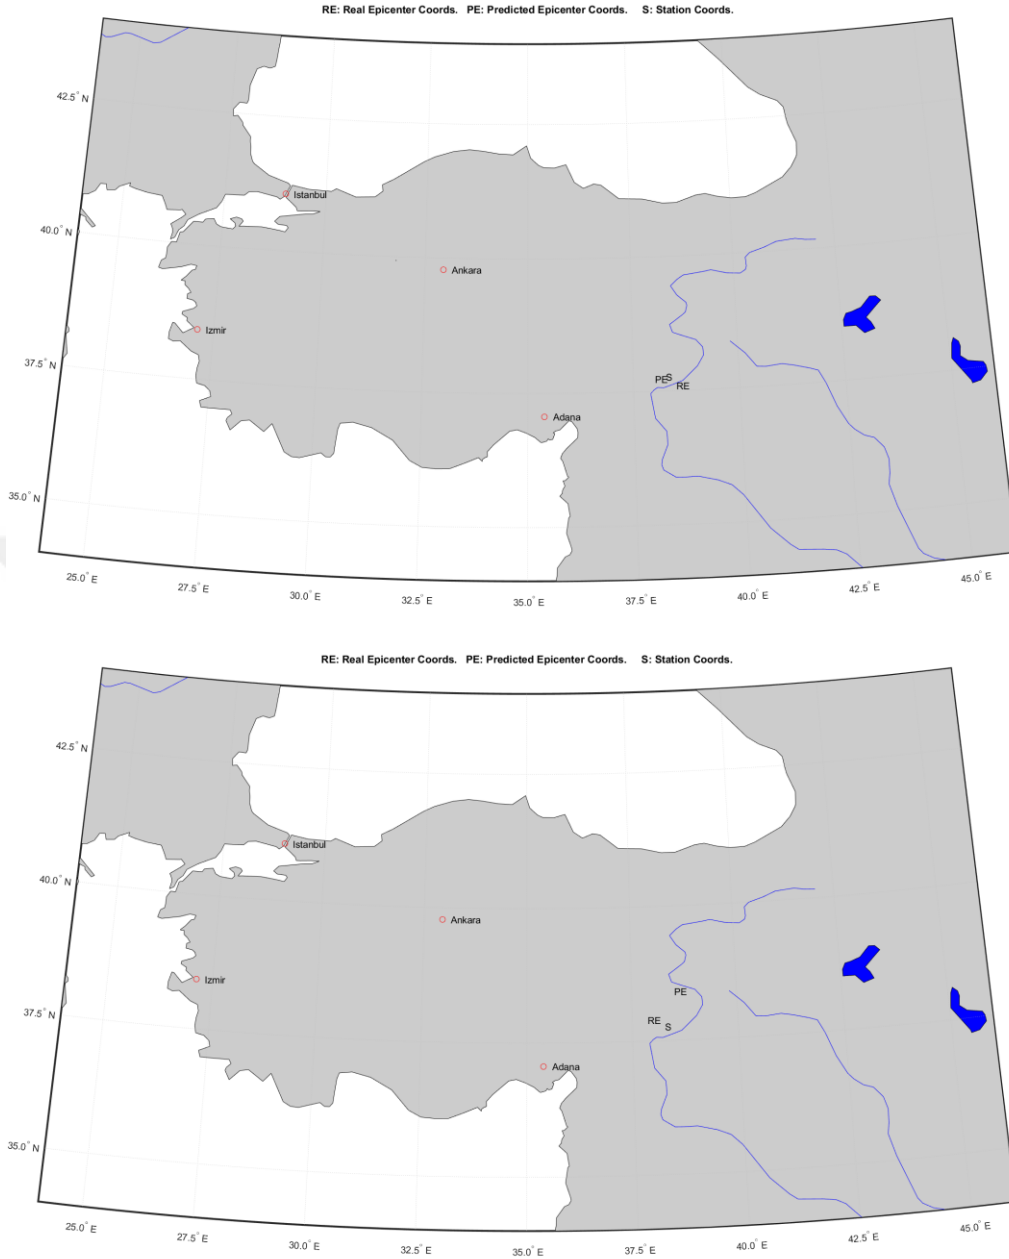 RE: Real Epicenter Coords.   PE: Predicted Epicenter Coords.     S: Station Coords.
42.5° N
Istanbul
40.0° N
Ankara
Izmir
37.5° N
PE S
RE
Adana
35.0° N
25.0° E
27.5° E
30.0° E
32.5° E
35.0° E
37.5° E
40.0° E
42.5° E
45.0° E
RE: Real Epicenter Coords.   PE: Predicted Epicenter Coords.     S: Station Coords.
42.5° N
Istanbul
40.0° N
Ankara
Izmir
PE
37.5° N
RE
S
Adana
35.0° N
25.0° E
27.5° E
30.0° E
32.5° E
35.0° E
37.5° E
40.0° E
42.5° E
45.0° E